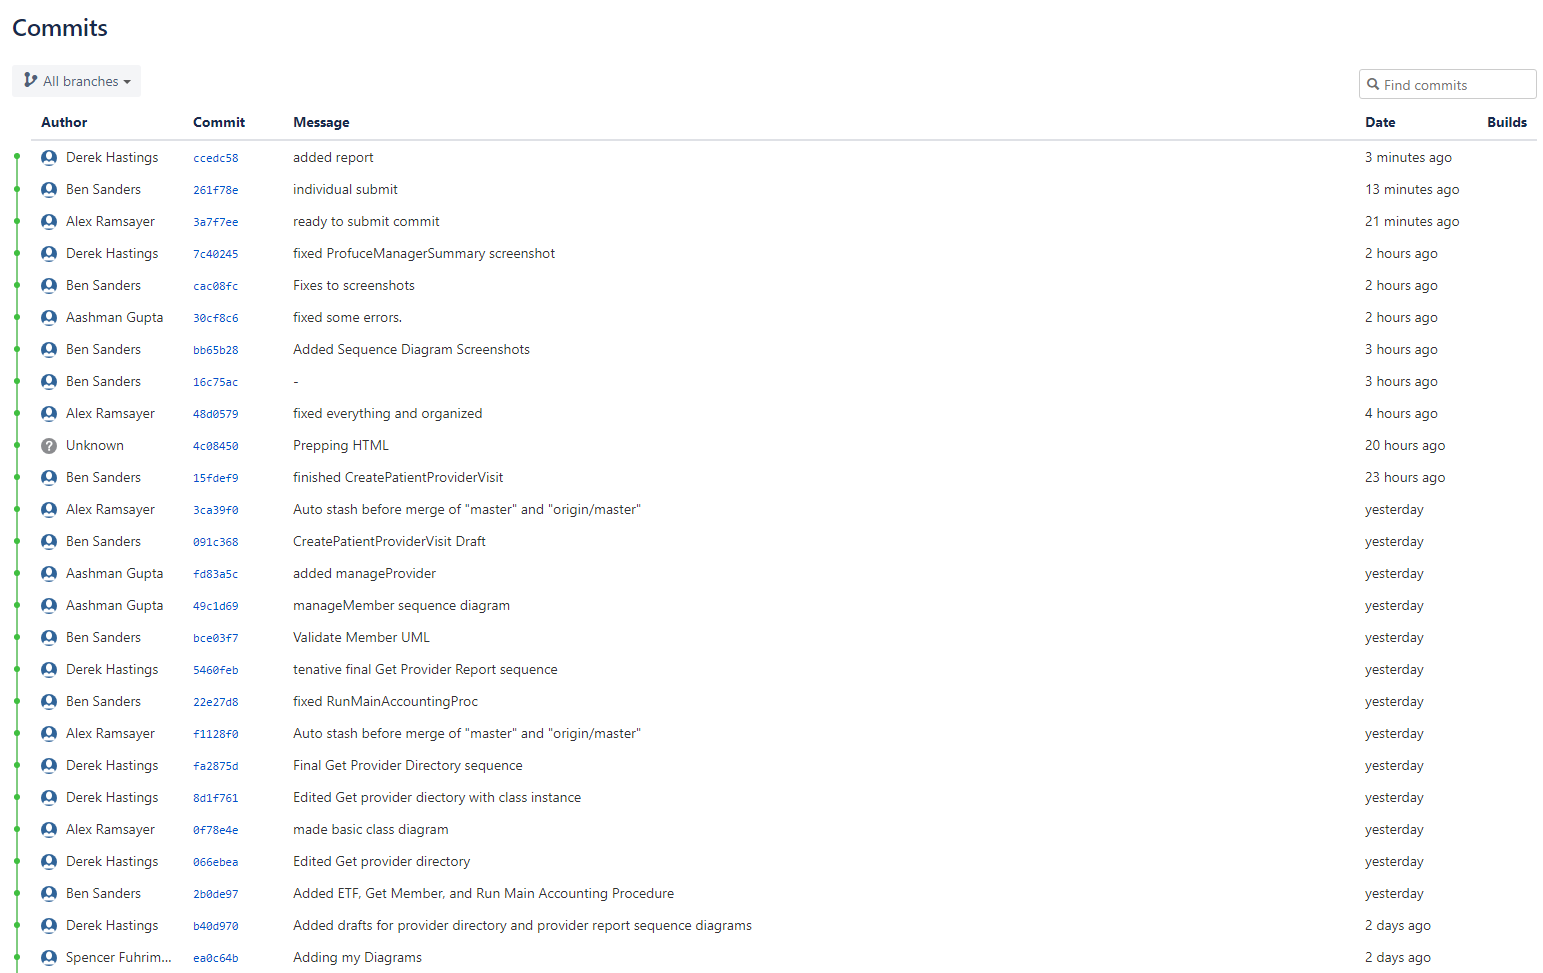 Commits
All branches
Find commits
Author Commit Message Date Builds
Derek Hastings ccedc58 added report 3 minutes ago
Ben Sanders 261f78e individual submit 13 minutes ago
Alex Ramsayer 3a7f7ee ready to submit commit 21 minutes ago
Derek Hastings 7c40245 fixed ProfuceManagerSummary screenshot 2 hours ago
Ben Sanders cac08fc Fixes to screenshots 2 hours ago
Aashman Gupta 30cf8c6 fixed some errors. 2 hours ago
Ben Sanders bb65b28 Added Sequence Diagram Screenshots 3 hours ago
Ben Sanders 16c75ac - 3 hours ago
Alex Ramsayer 48d0579 fixed everything and organized 4 hours ago
? Unknown 4c08450 Prepping HTML 20 hours ago
Ben Sanders 15fdef9 finished CreatePatientProviderVisit 23 hours ago
Alex Ramsayer 3ca39f0 Auto stash before merge of "master" and "origin/master" yesterday
Ben Sanders 091c368 CreatePatientProviderVisit Draft yesterday
Aashman Gupta fd83a5c added manageProvider yesterday
Aashman Gupta 49c1d69 manageMember sequence diagram yesterday
Ben Sanders bce03f7 Validate Member UML yesterday
Derek Hastings 5460feb tenative final Get Provider Report sequence yesterday
Ben Sanders 22e27d8 fixed RunMainAccountingProc yesterday
Alex Ramsayer f1128f0 Auto stash before merge of "master" and "origin/master" yesterday
Derek Hastings fa2875d Final Get Provider Directory sequence yesterday
Derek Hastings 8d1f761 Edited Get provider diectory with class instance yesterday
Alex Ramsayer 0f78e4e made basic class diagram yesterday
Derek Hastings 066ebea Edited Get provider directory yesterday
Ben Sanders 2b0de97 Added ETF, Get Member, and Run Main Accounting Procedure yesterday
Derek Hastings b40d970 Added drafts for provider directory and provider report sequence diagrams 2 days ago
Spencer Fuhrim... ea0c64b Adding my Diagrams 2 days ago